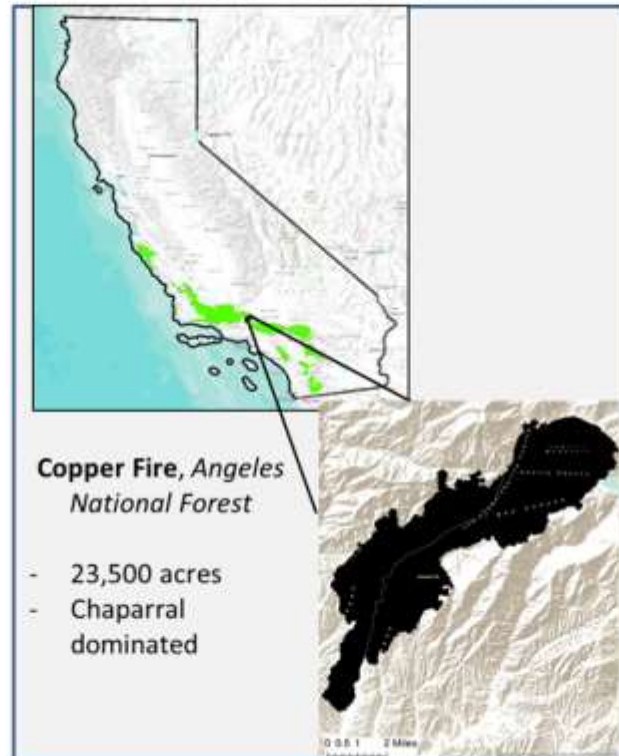 Copper Fire, Angeles
National Forest
- 23,500 acres
- Chaparral
dominated
0 0.5 1 2 Miles